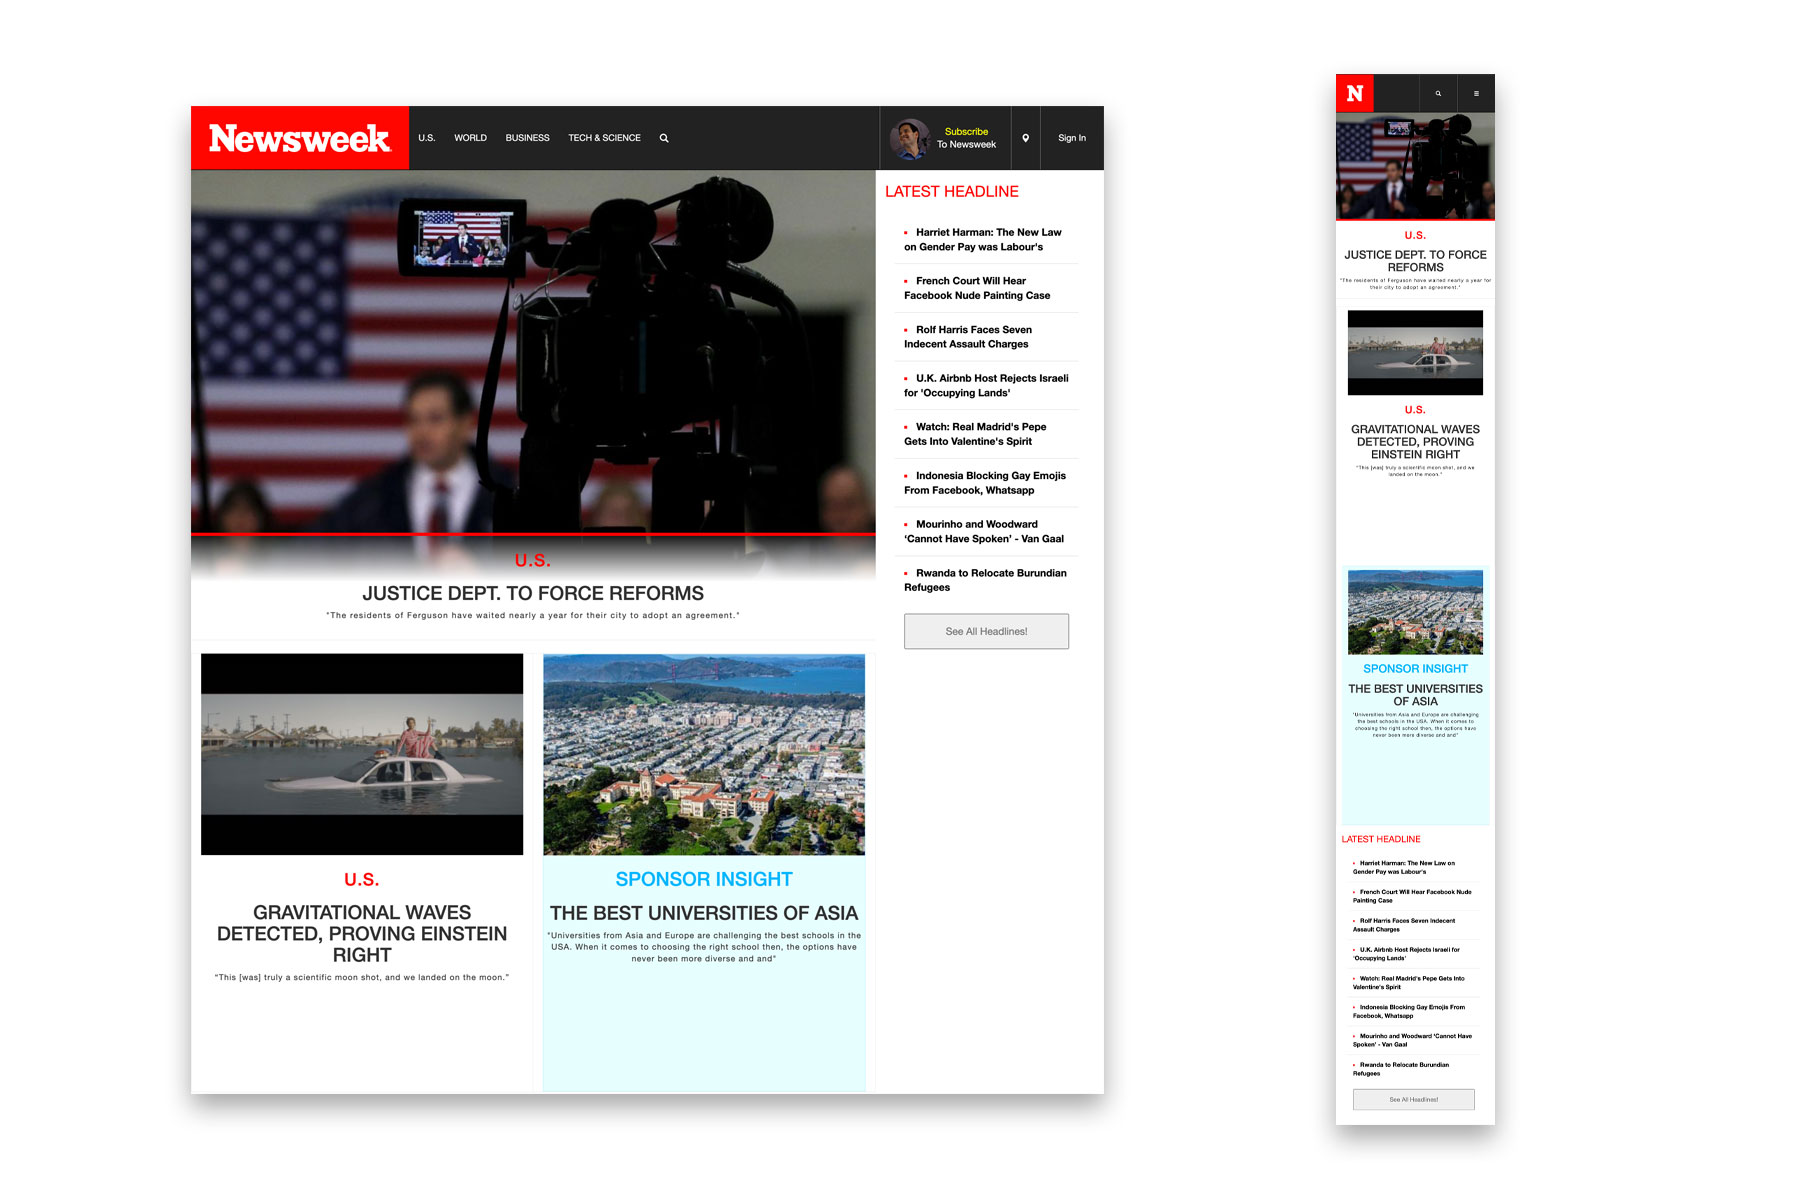 Newsweek
U.S.
WORLD
BUSINESS
TECH & SCIENCE
Subscribe
To Newsweek
Sign In
U.S.
JUSTICE DEPT. TO FORCE REFORMS
"The residents of Ferguson have waited nearly a year for their city to adopt an agreement."
U.S.
GRAVITATIONAL WAVES
DETECTED, PROVING EINSTEIN
RIGHT
"This [was] truly a scientific moon shot, and we landed on the moon."
SPONSOR INSIGHT
THE BEST UNIVERSITIES OF ASIA
"Universities from Asia and Europe are challenging the best schools in the
USA. When it comes to choosing the right school then, the options have
never been more diverse and and"
LATEST HEADLINE
Harriet Harman: The New Law
on Gender Pay was Labour's
French Court Will Hear
Facebook Nude Painting Case
Rolf Harris Faces Seven
Indecent Assault Charges
U.K. Airbnb Host Rejects Israeli
for 'Occupying Lands'
Watch: Real Madrid's Pepe
Gets Into Valentine's Spirit
Indonesia Blocking Gay Emojis
From Facebook, Whatsapp
Mourinho and Woodward
‘Cannot Have Spoken’ - Van Gaal
Rwanda to Relocate Burundian
Refugees
See All Headlines!
N
U.S.
JUSTICE DEPT. TO FORCE
REFORMS
"The residents of Ferguson have waited nearly a year for
their city to adopt an agreement."
U.S.
GRAVITATIONAL WAVES
DETECTED, PROVING
EINSTEIN RIGHT
"This [was] truly a scientific moon shot, and we
landed on the moon."
SPONSOR INSIGHT
THE BEST UNIVERSITIES
OF ASIA
"Universities from Asia and Europe are challenging
the best schools in the USA. When it comes to
choosing the right school then, the options have
never been more diverse and and"
LATEST HEADLINE
Harriet Harman: The New Law on
Gender Pay was Labour's
French Court Will Hear Facebook Nude
Painting Case
Rolf Harris Faces Seven Indecent
Assault Charges
U.K. Airbnb Host Rejects Israeli for
'Occupying Lands'
Watch: Real Madrid's Pepe Gets Into
Valentine's Spirit
Indonesia Blocking Gay Emojis From
Facebook, Whatsapp
Mourinho and Woodward ‘Cannot Have
Spoken’ - Van Gaal
Rwanda to Relocate Burundian
Refugees
See All Headlines!